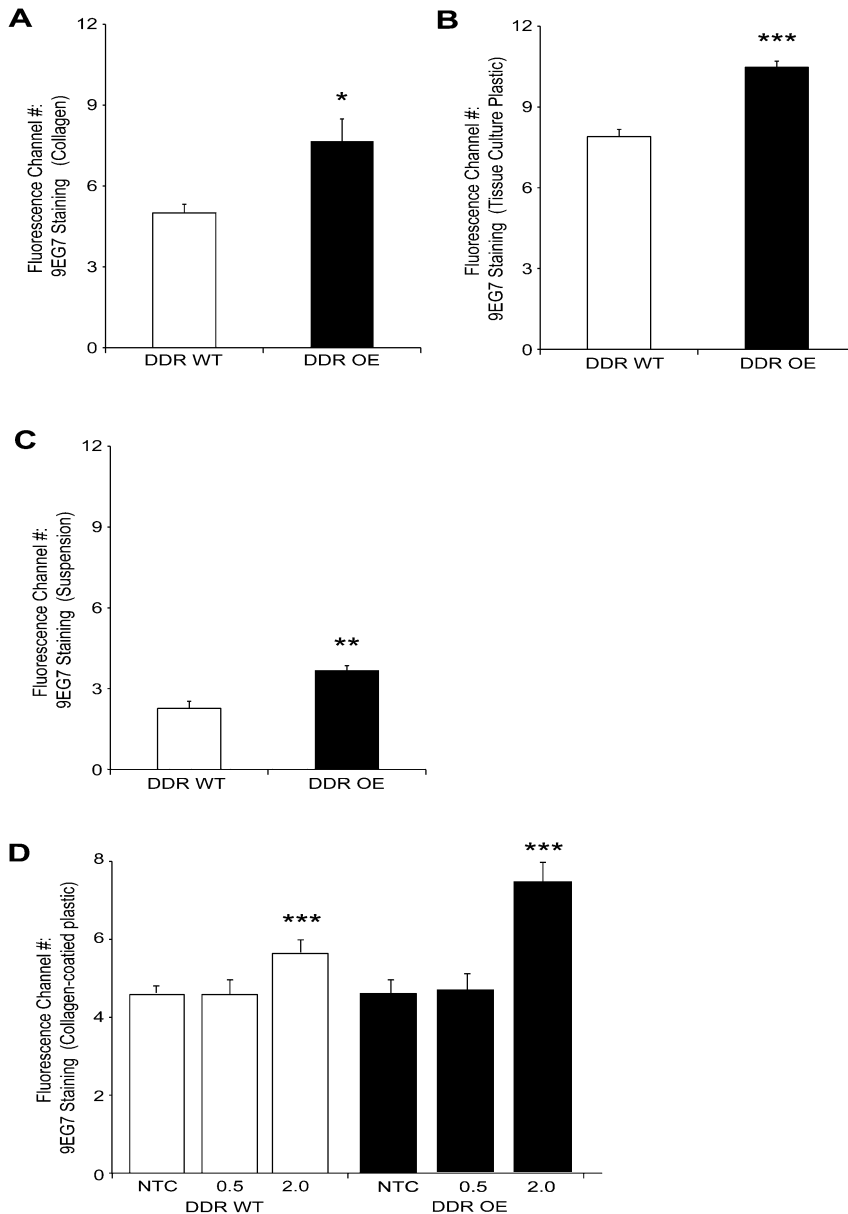 A
Fluorescence Channel #:
9EG7 Staining (Collagen)
12
9
6
3
0
*
DDR WT DDR OE
B
Fluorescence Channel #:
9EG7 Staining (Tissue Culture Plastic)
12
9
6
3
0
***
DDR WT DDR OE
C
Fluorescence Channel #:
9EG7 Staining (Suspension)
12
9
6
3
0
**
DDR WT DDR OE
D
Fluorescence Channel #:
9EG7 Staining (Collagen-coatied plastic)
8
6
4
2
0
***
***
NTC 0.5 2.0 NTC 0.5 2.0
DDR WT DDR OE